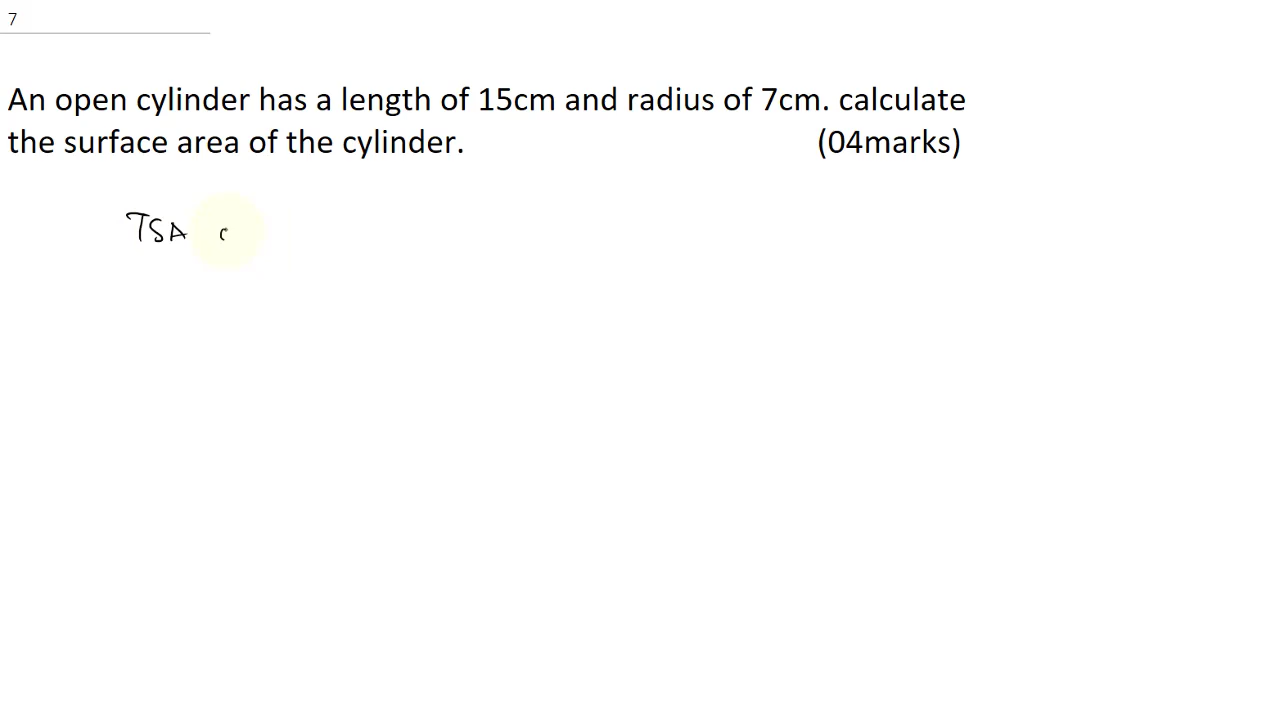 7
An open cylinder has a length of 15cm and radius of 7cm. calculate
the surface area of the cylinder. (04marks)
TSA